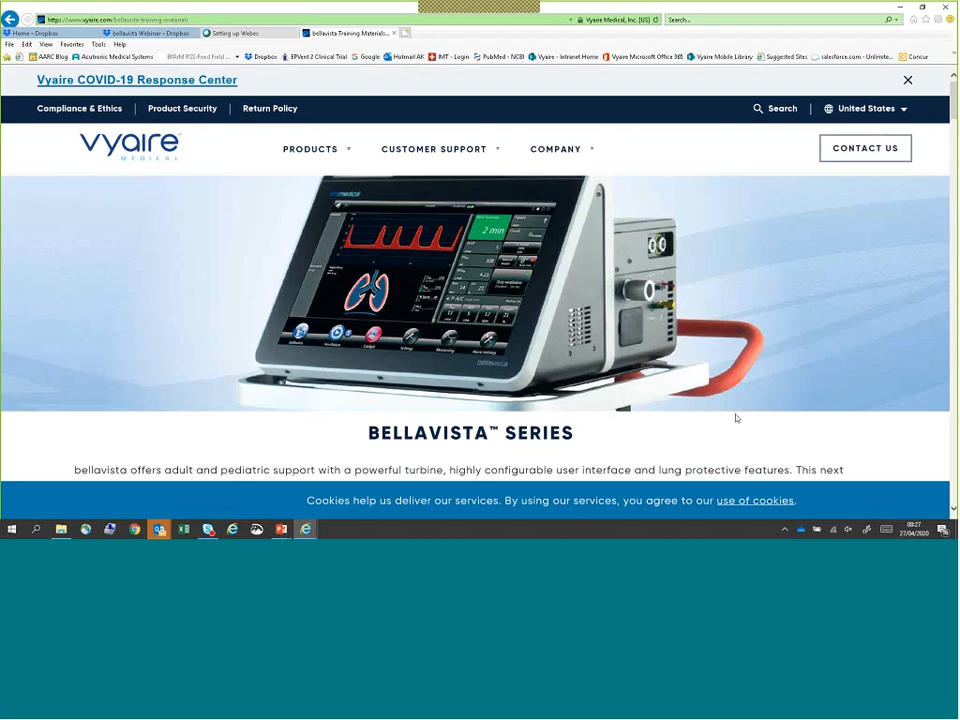 https://www.vyaire.com/bellavista-training-materials
Vyaire Medical, Inc. [US]
Search...
Home – Dropbox
bellavista Webinar – Dropbox
Setting up Webex
bellavista Training Materials...
File Edit View Favorites Tools Help
AARC Blog
Acutronic Medical Systems
BfArM RSS-Feed Field ...
Dropbox
EPVent 2 Clinical Trial
Google
Hotmail AK
IMT - Login
PubMed - NCBI
Vyaire - Intranet Home
Vyaire Microsoft Office 365
Vyaire Mobile Library
Suggested Sites
salesforce.com - Unlimite...
Concur
Vyaire COVID-19 Response Center
Compliance & Ethics
Product Security
Return Policy
Search
United States
vyaire
MEDICAL
PRODUCTS
CUSTOMER SUPPORT
COMPANY
CONTACT US
2 min
BELLAVISTA™ SERIES
bellavista offers adult and pediatric support with a powerful turbine, highly configurable user interface and lung protective features. This next
Cookies help us deliver our services. By using our services, you agree to our use of cookies.
08:27
27/04/2020